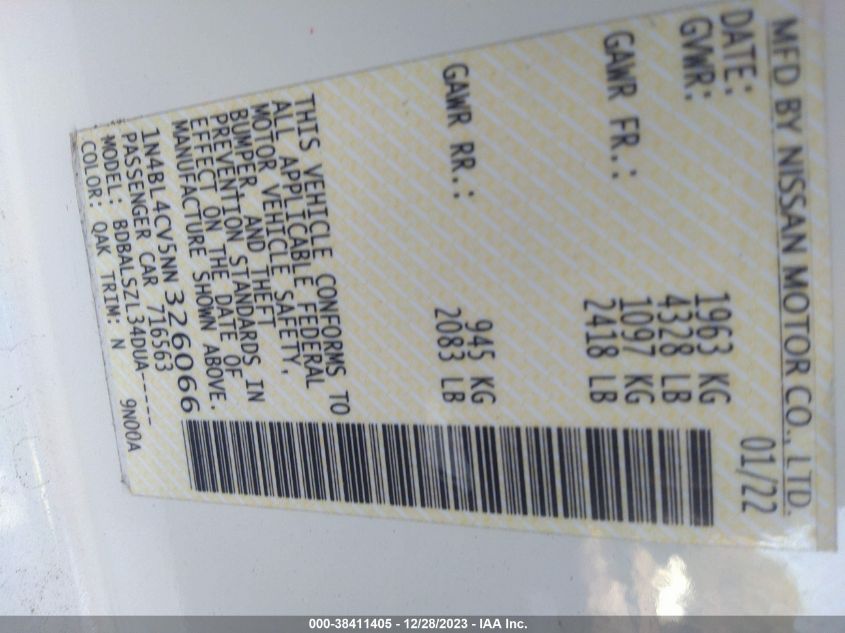 MFD BY NISSAN MOTOR CO., LTD.
DATE: 01/22
GVWR: 1963 KG
4328 LB
GAWR FR.: 1097 KG
2418 LB
GAWR RR.: 945 KG
2083 LB
THIS VEHICLE CONFORMS TO
ALL APPLICABLE FEDERAL
MOTOR VEHICLE SAFETY,
BUMPER, AND THEFT
PREVENTION STANDARDS IN
EFFECT ON THE DATE OF
MANUFACTURE SHOWN ABOVE.
1N4BL4CV5NN326066
PASSENGER CAR 716563
MODEL: BDBALSZL34DUA-----
COLOR: QAK TRIM: N 9N00A
000-38411405 - 12/28/2023 - IAA Inc.